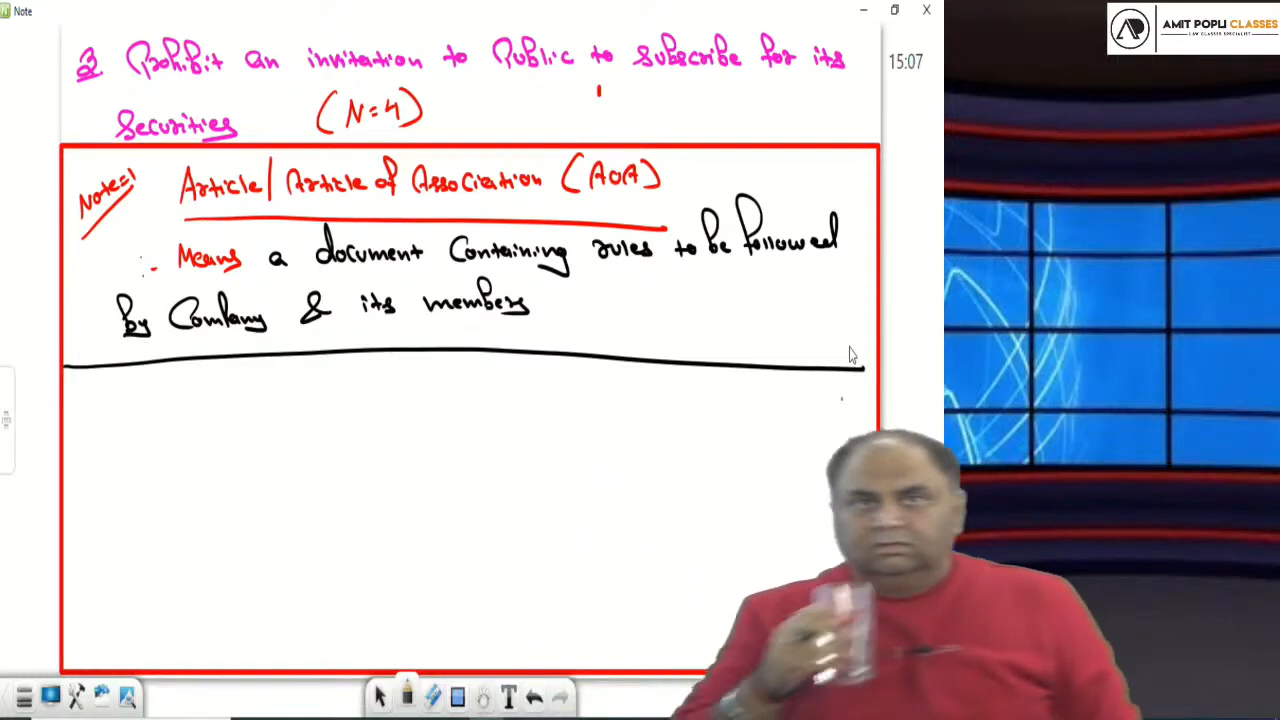 Note
AMIT POPLI CLASSES
LAW CLASSES SPECIALIST
15:07
3 Prohibit an invitation to Public to subscribe for its
Securities (N=4)
Note=1 Article/Article of Association (AOA)
:. Means a document Containing rules to be followed
by Company & its members